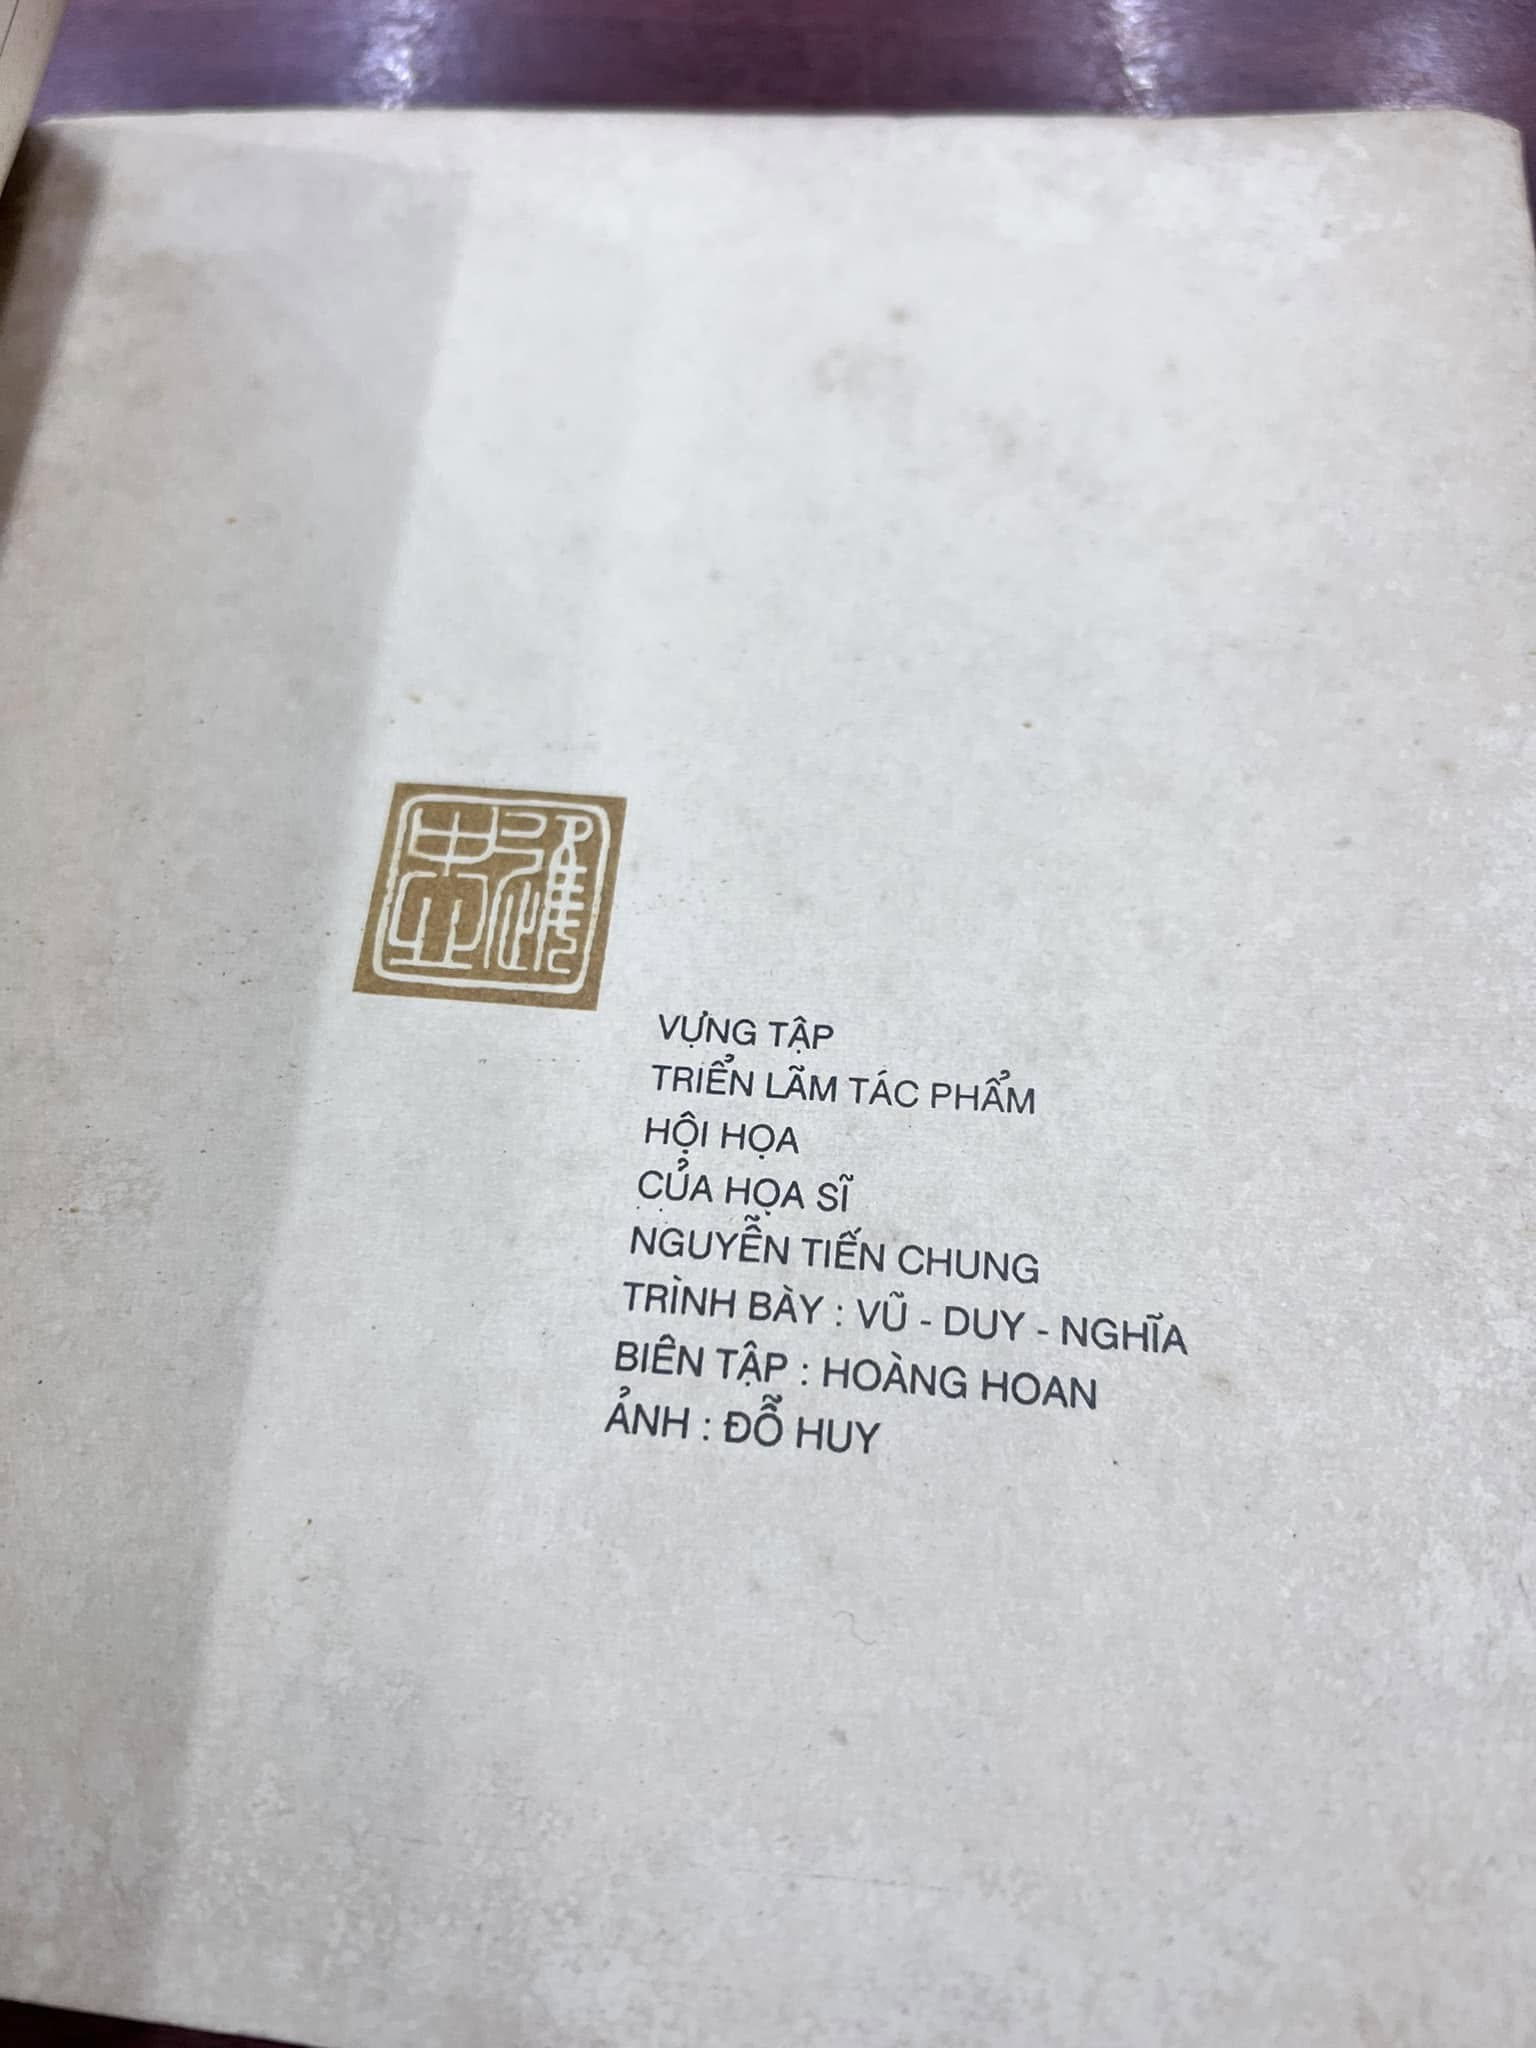 VỰNG TẬP
TRIỂN LÃM TÁC PHẨM
HỘI HỌA
CỦA HỌA SĨ
NGUYỄN TIẾN CHUNG
TRÌNH BÀY : VŨ - DUY - NGHĨA
BIÊN TẬP : HOÀNG HOAN
ẢNH : ĐỖ HUY